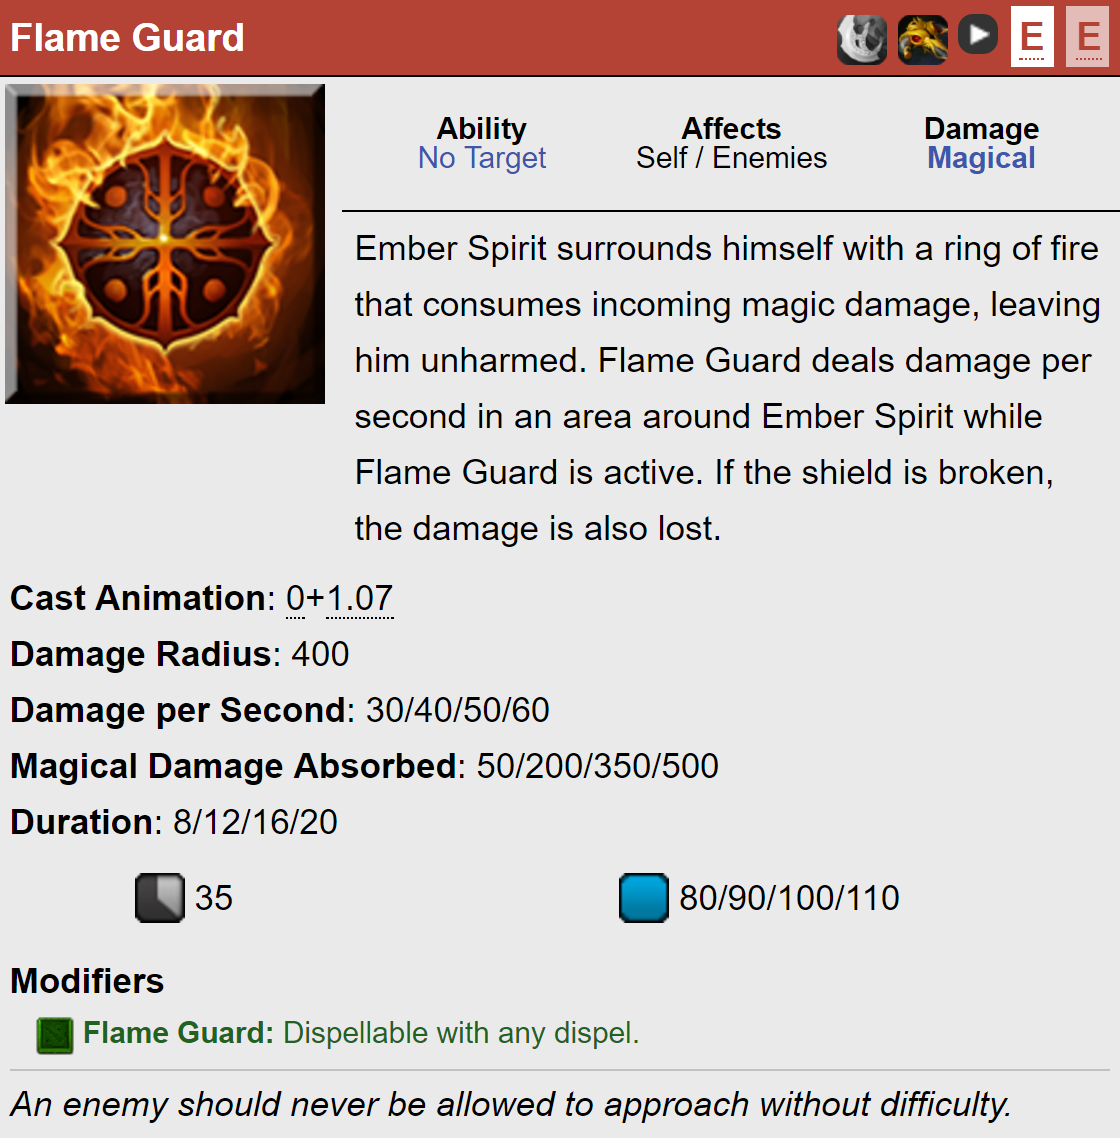 Flame Guard E E
Ability Affects Damage
No Target Self / Enemies Magical
Ember Spirit surrounds himself with a ring of fire
that consumes incoming magic damage, leaving
him unharmed. Flame Guard deals damage per
second in an area around Ember Spirit while
Flame Guard is active. If the shield is broken,
the damage is also lost.
Cast Animation: 0+1.07
Damage Radius: 400
Damage per Second: 30/40/50/60
Magical Damage Absorbed: 50/200/350/500
Duration: 8/12/16/20
35 80/90/100/110
Modifiers
Flame Guard: Dispellable with any dispel.
An enemy should never be allowed to approach without difficulty.